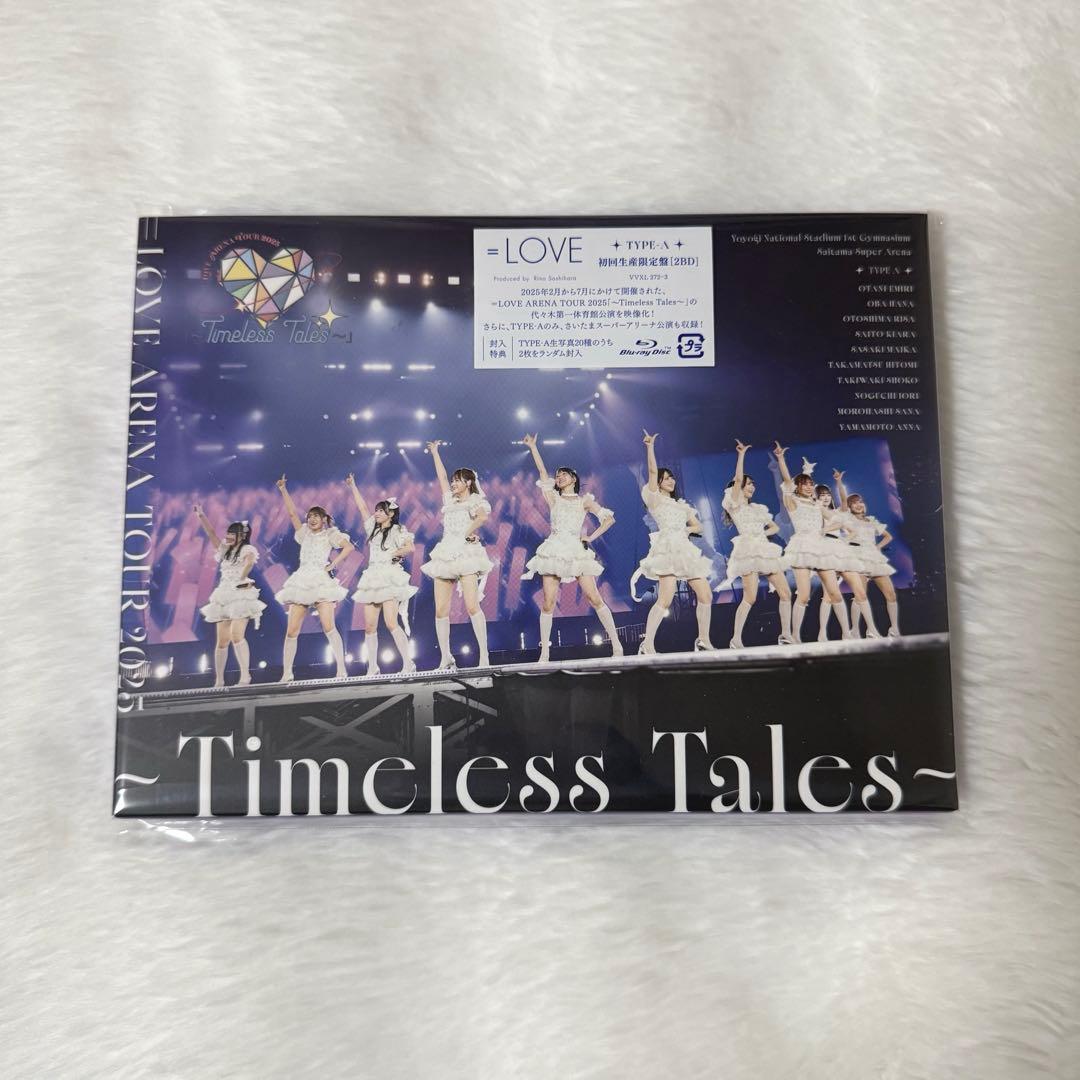 =LOVE ARENA TOUR 2025
=LOVE ARENA TOUR 2025
「~Timeless Tales~」
=LOVE
Produced by Rino Sashihara
TYPE-A
初回生産限定盤[2BD]
VVXL 272-3
2025年2月から7月にかけて開催された、
=LOVE ARENA TOUR 2025「~Timeless Tales~」の
代々木第一体育館公演を映像化!
さらに、TYPE-Aのみ、さいたまスーパーアリーナ公演も収録!
封入特典
TYPE-A生写真20種のうち
2枚をランダム封入
Blu-ray Disc™
プラ
Yoyogi National Stadium 1st Gymnasium
Saitama Super Arena
TYPE A
OTANI EMIRI
OBA HANA
OTOSHIMA RISA
SAITO KIARA
SASAKI MAIKA
TAKAMATSU HITOMI
TAKIWAKI SHOKO
NOGUCHI IORI
MOROHASHI SANA
YAMAMOTO ANNA
~Timeless Tales~